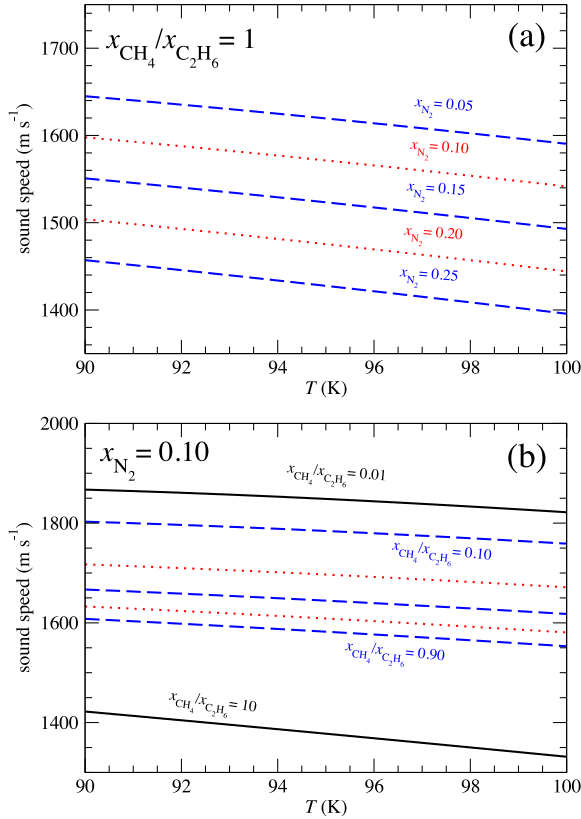 x_CH4/x_C2H6 = 1
(a)
1700
1600
1500
1400
sound speed (m s⁻¹)
x_N2 = 0.05
x_N2 = 0.10
x_N2 = 0.15
x_N2 = 0.20
x_N2 = 0.25
90 92 94 96 98 100
T (K)
x_N2 = 0.10
(b)
2000
1800
1600
1400
sound speed (m s⁻¹)
x_CH4/x_C2H6 = 0.01
x_CH4/x_C2H6 = 0.10
x_CH4/x_C2H6 = 0.90
x_CH4/x_C2H6 = 10
90 92 94 96 98 100
T (K)